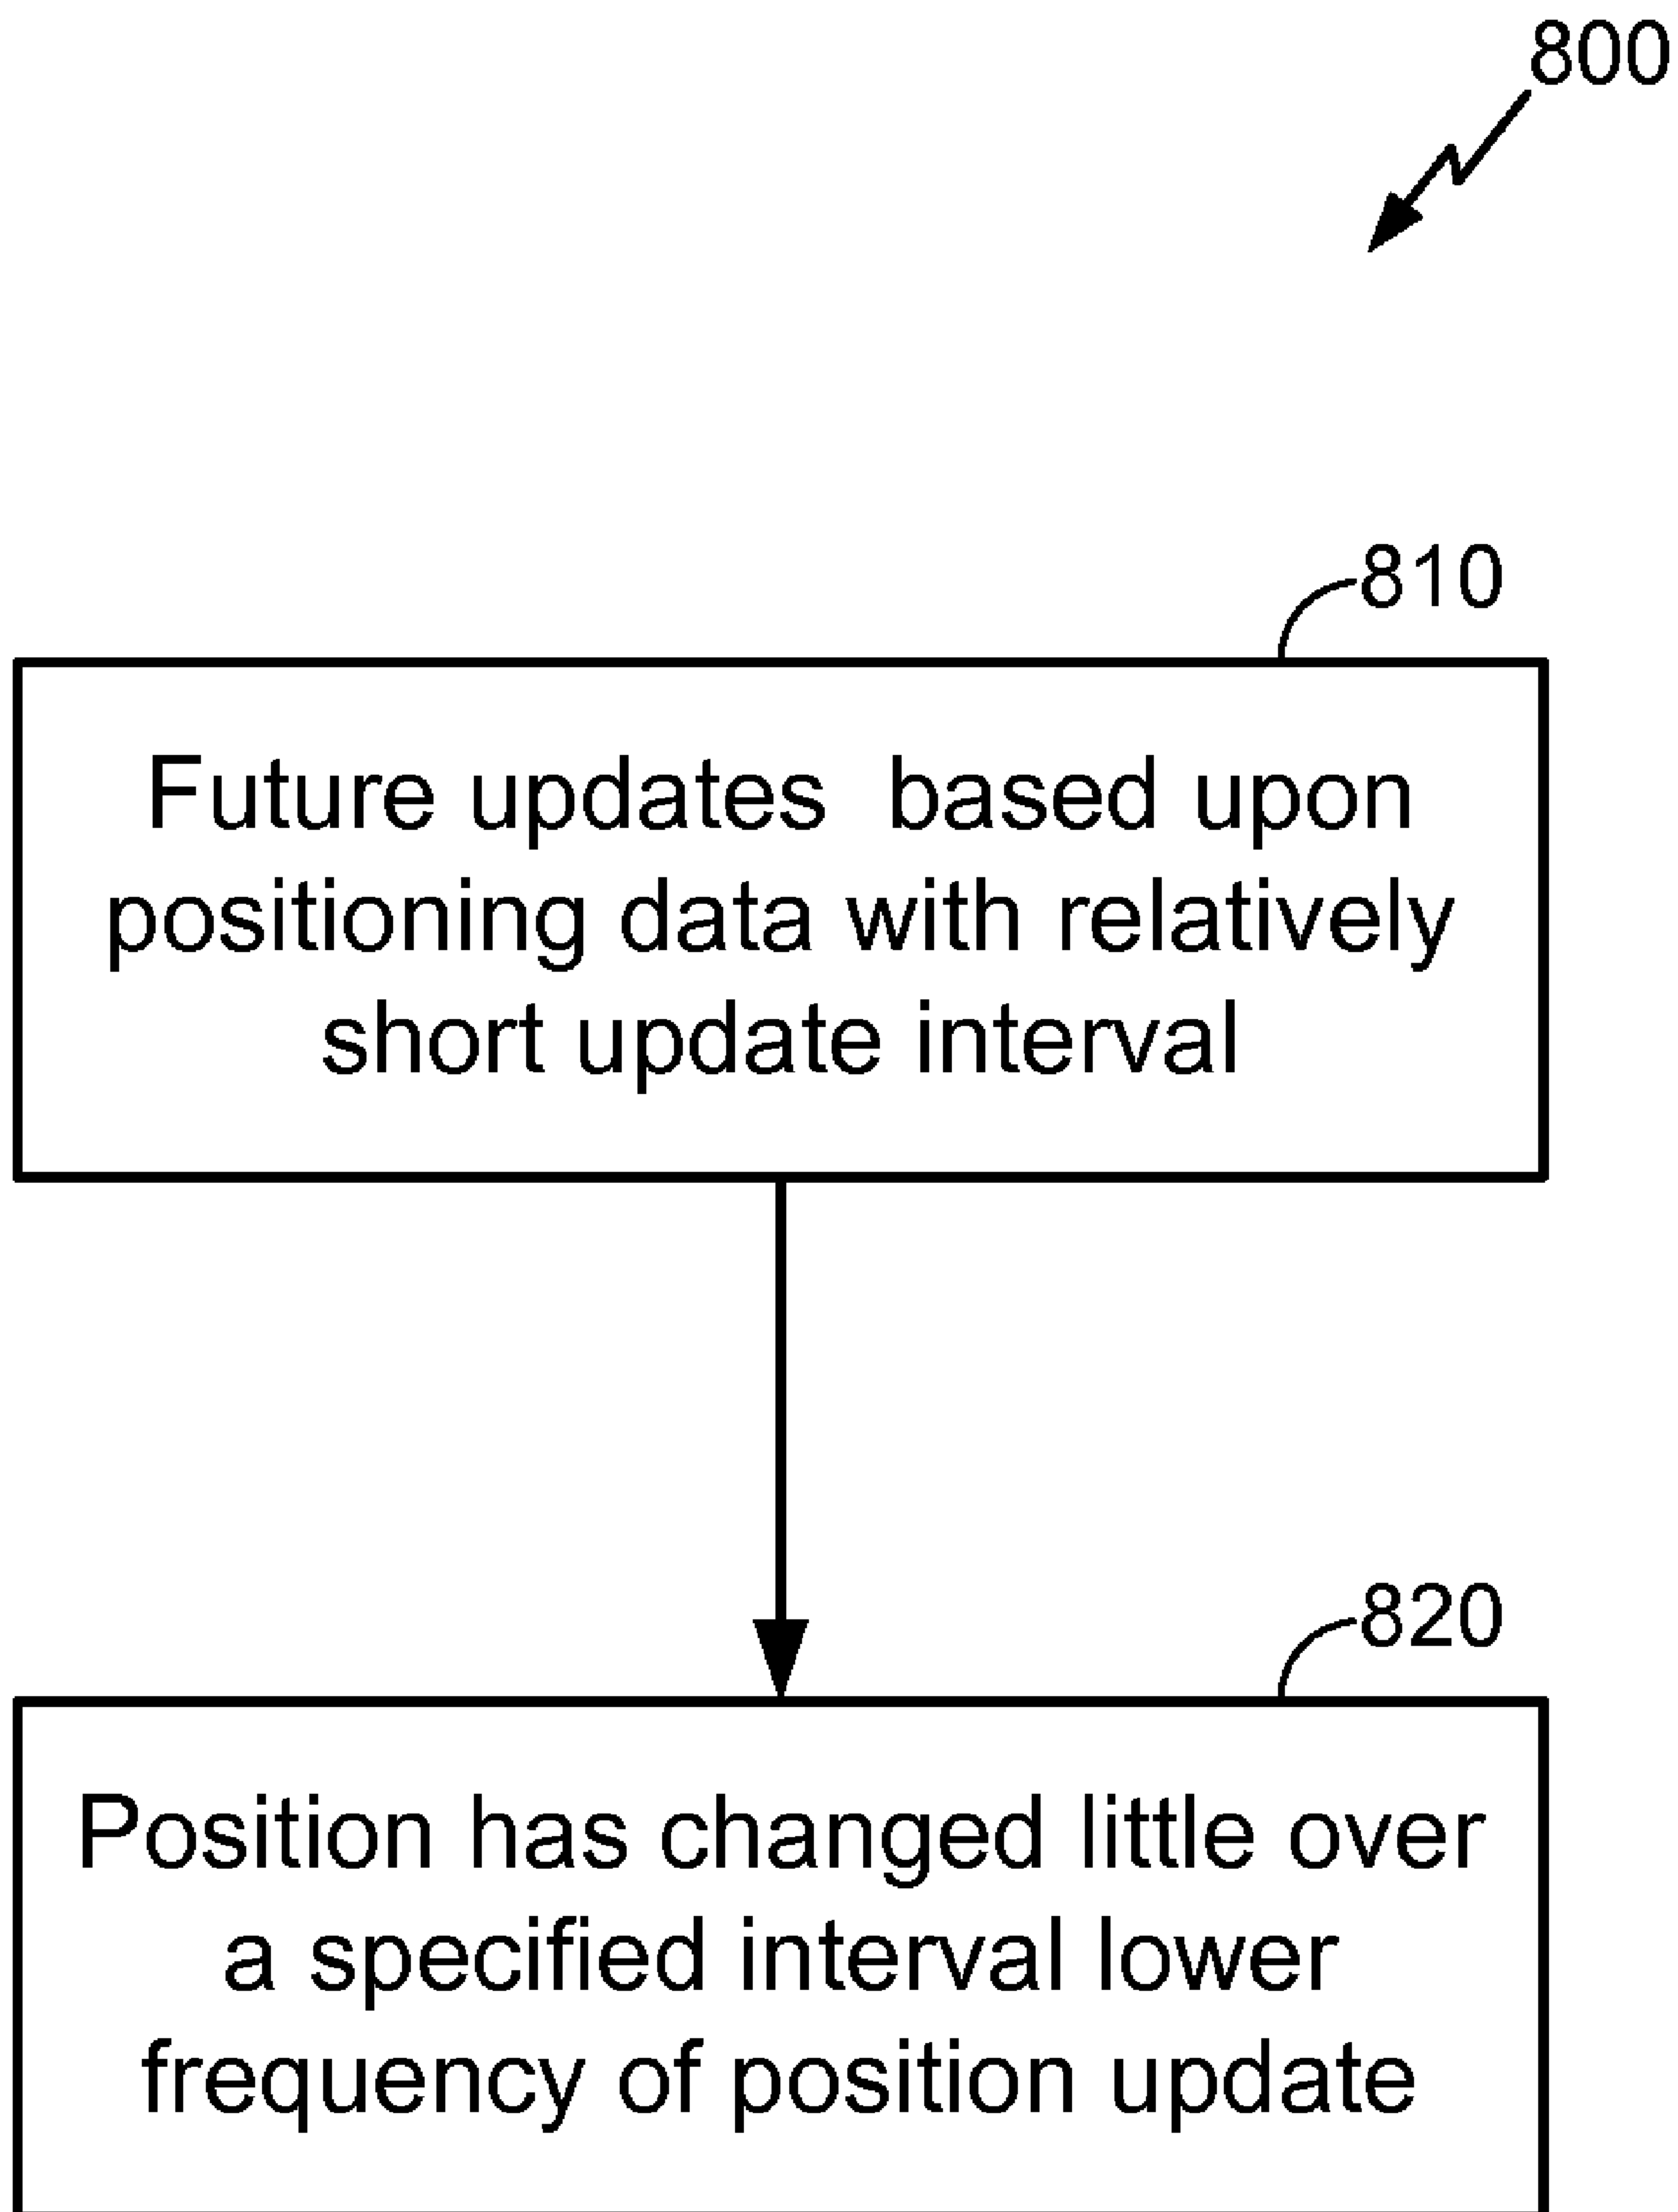 800
810
Future updates based upon
positioning data with relatively
short update interval
820
Position has changed little over
a specified interval lower
frequency of position update